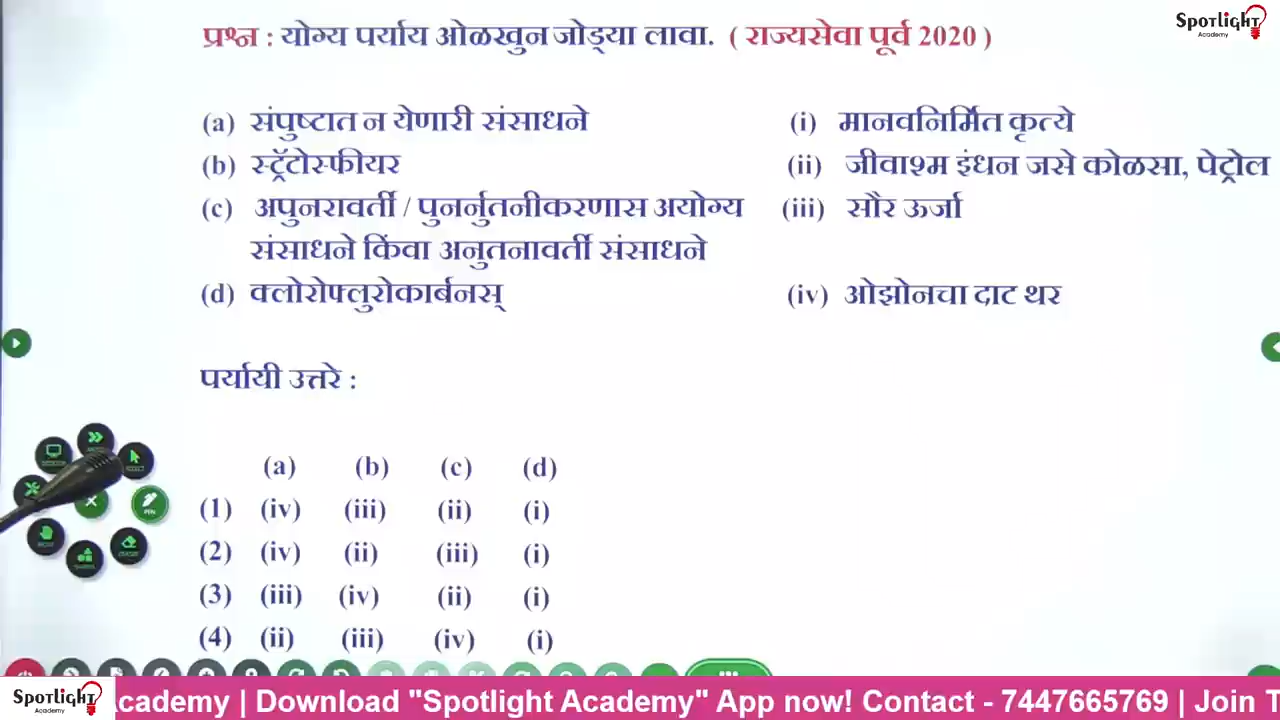 Spotlight
Academy
प्रश्न : योग्य पर्याय ओळखुन जोड्या लावा. ( राज्यसेवा पूर्व 2020 )
(a) संपुष्टात न येणारी संसाधने (i) मानवनिर्मित कृत्ये
(b) स्ट्रॅटोस्फीयर (ii) जीवाश्म इंधन जसे कोळसा, पेट्रोल
(c) अपुनरावर्ती / पुनर्नुतनीकरणास अयोग्य (iii) सौर ऊर्जा
संसाधने किंवा अनुतनावर्ती संसाधने
(d) क्लोरोफ्लुरोकार्बनस् (iv) ओझोनचा दाट थर
पर्यायी उत्तरे :
(a) (b) (c) (d)
(1) (iv) (iii) (ii) (i)
(2) (iv) (ii) (iii) (i)
(3) (iii) (iv) (ii) (i)
(4) (ii) (iii) (iv) (i)
PEN
Spotlight
Academy
cademy | Download "Spotlight Academy" App now! Contact - 7447665769 | Join T